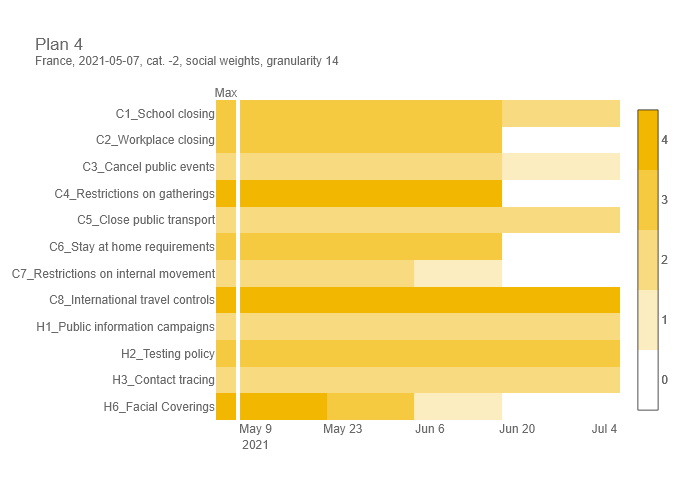 Plan 4
France, 2021-05-07, cat. -2, social weights, granularity 14
Max
C1_School closing
C2_Workplace closing
C3_Cancel public events
C4_Restrictions on gatherings
C5_Close public transport
C6_Stay at home requirements
C7_Restrictions on internal movement
C8_International travel controls
H1_Public information campaigns
H2_Testing policy
H3_Contact tracing
H6_Facial Coverings
May 9 May 23 Jun 6 Jun 20 Jul 4
2021
4
3
2
1
0